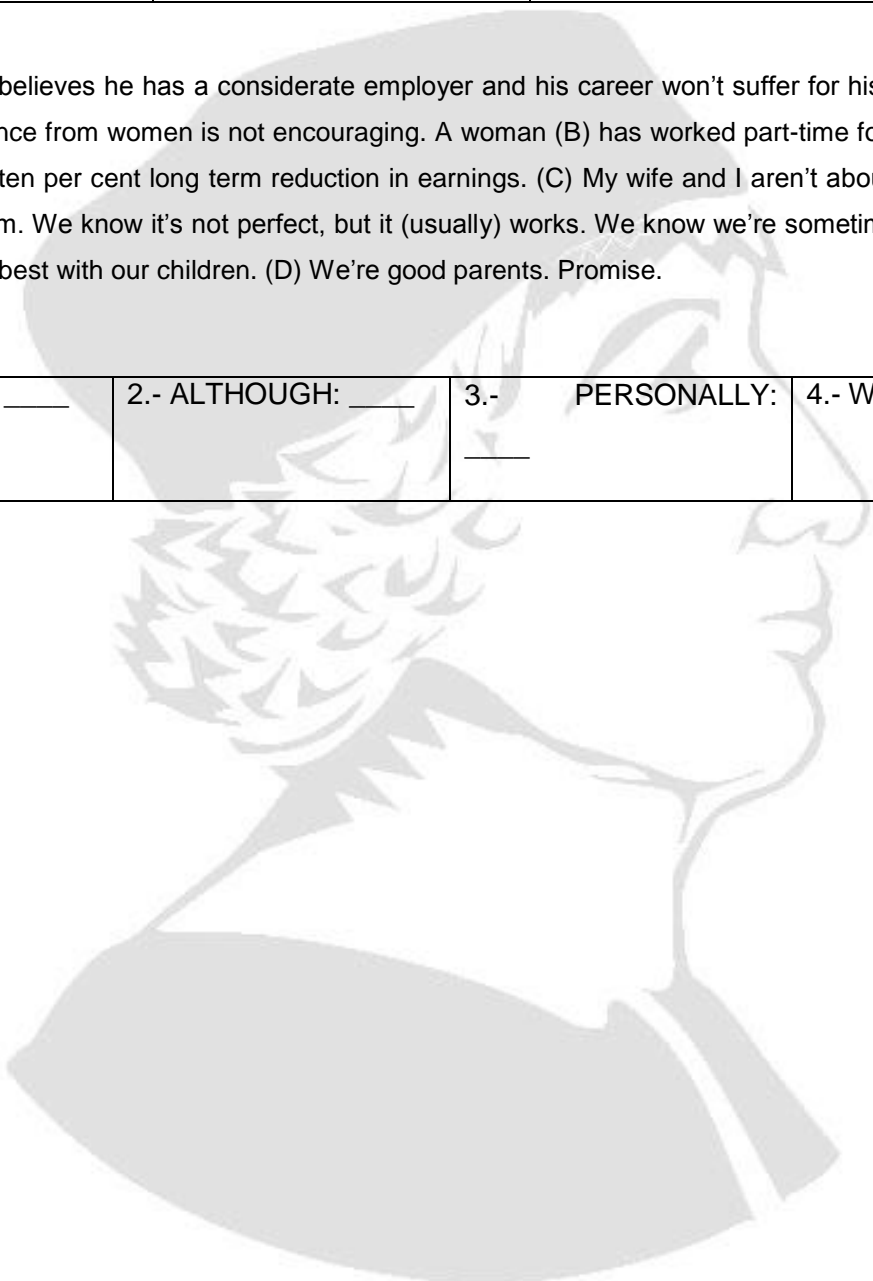 believes he has a considerate employer and his career won’t suffer for his
nce from women is not encouraging. A woman (B) has worked part-time fo
ten per cent long term reduction in earnings. (C) My wife and I aren’t abou
m. We know it’s not perfect, but it (usually) works. We know we’re sometim
best with our children. (D) We’re good parents. Promise.
____ 2.- ALTHOUGH: ____ 3.- PERSONALLY: 4.- W
____